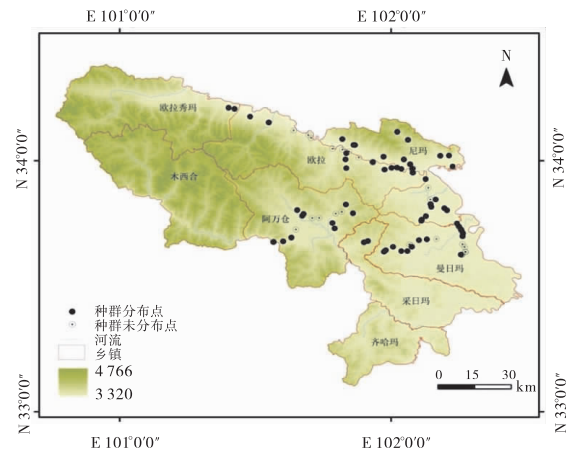 E 101°0′0″ E 102°0′0″
N
N 34°0′0″ N 34°0′0″
欧拉秀玛
尼玛
欧拉
木西合
阿万仓
曼日玛
采日玛
齐哈玛
种群分布点
种群未分布点
河流
乡镇
4 766
3 320
0 15 30
km
N 33°0′0″ N 33°0′0″
E 101°0′0″ E 102°0′0″